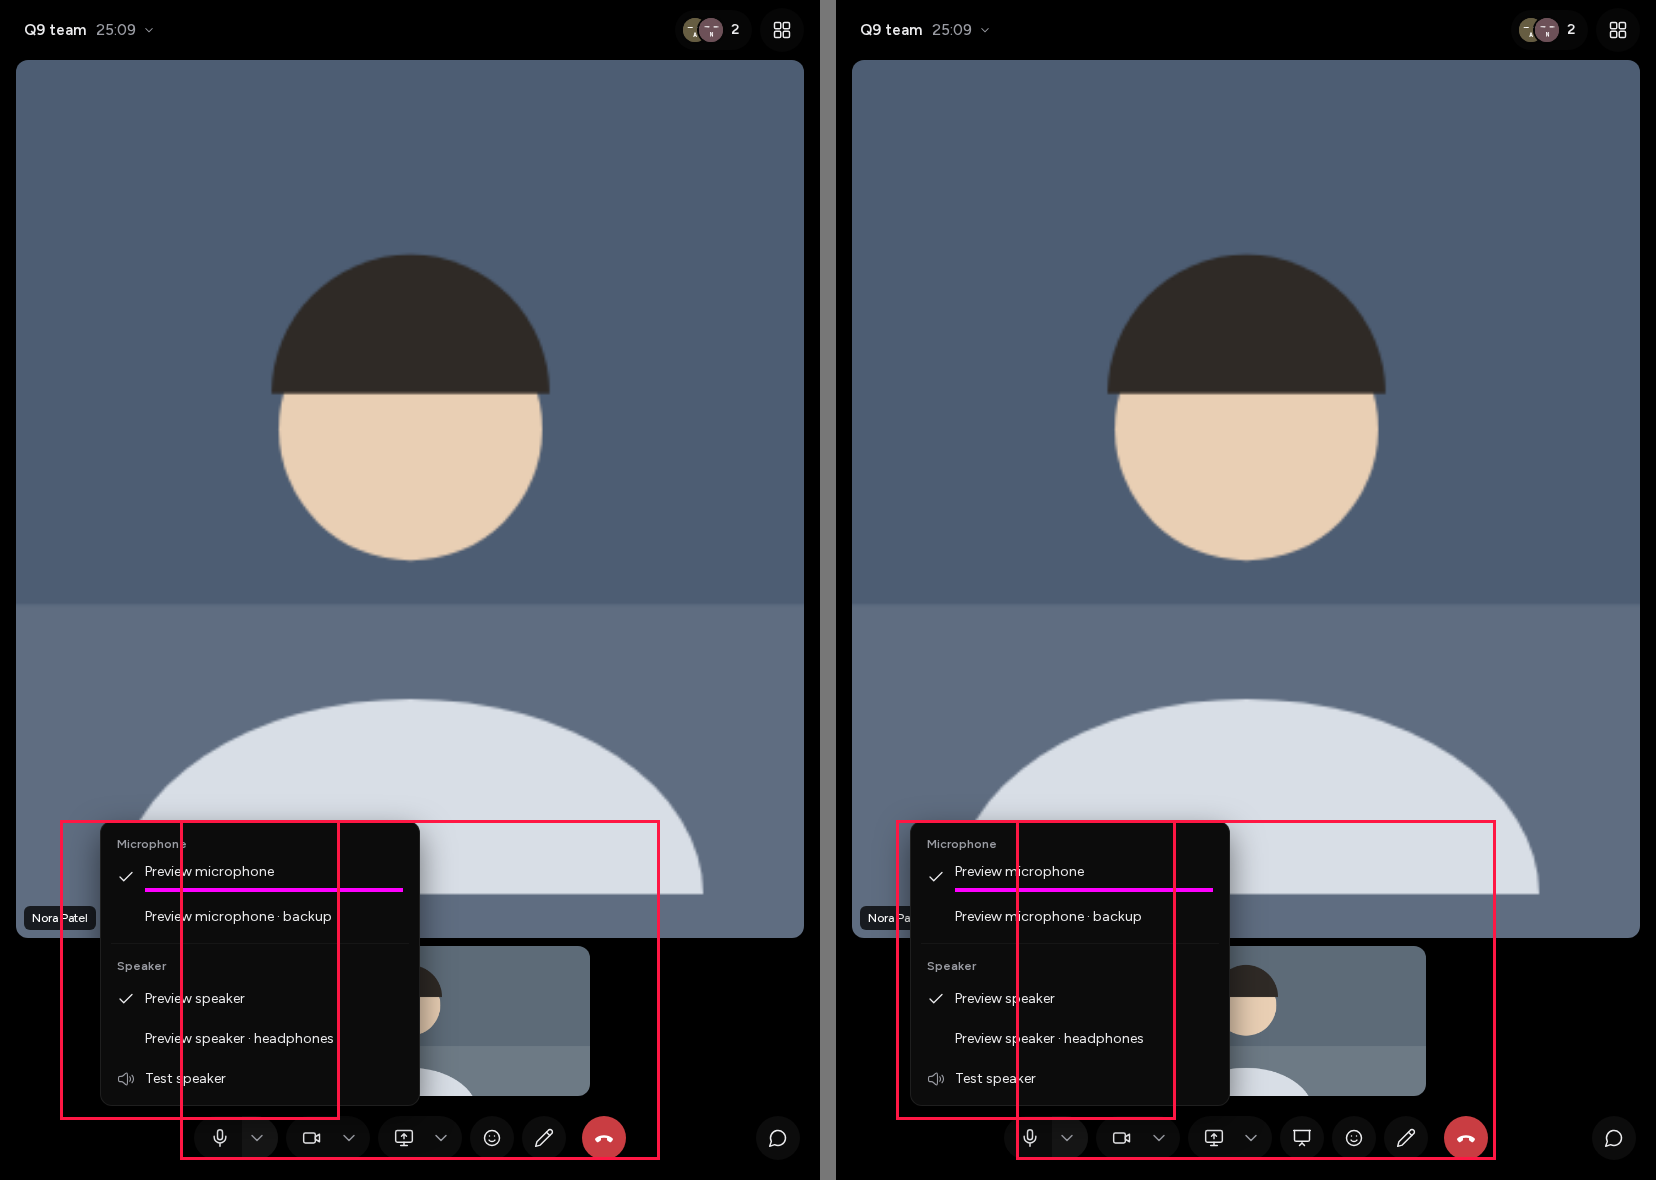 Q9 team 25:09
2
Microphone
Preview microphone
Preview microphone · backup
Nora Patel
Speaker
Preview speaker
Preview speaker · headphones
Test speaker
Q9 team 25:09
2
Microphone
Preview microphone
Preview microphone · backup
Nora Pa
Speaker
Preview speaker
Preview speaker · headphones
Test speaker